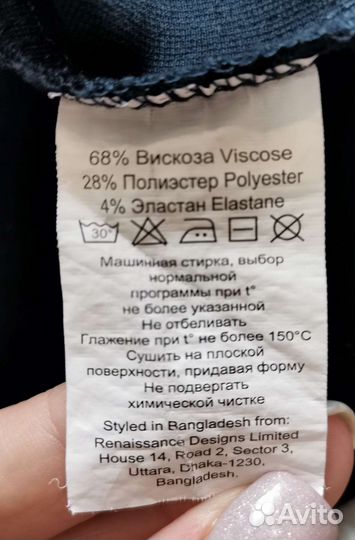 68% Вискоза Viscose
28% Полиэстер Polyester
4% Эластан Elastane
30°
Машинная стирка, выбор
нормальной
программы при t°
не более указанной
Не отбеливать
Глажение при t° не более 150°C
Сушить на плоской
поверхности, придавая форму
Не подвергать
химической чистке
Styled in Bangladesh from:
Renaissance Designs Limited
House 14, Road 2, Sector 3,
Uttara, Dhaka-1230,
Bangladesh.
Avito